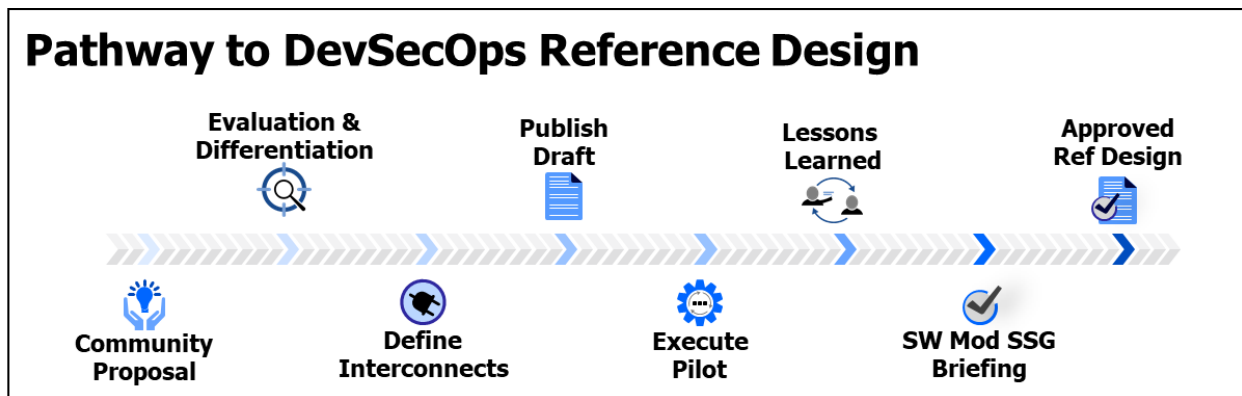 Pathway to DevSecOps Reference Design
Community
Proposal
Evaluation &
Differentiation
Define
Interconnects
Publish
Draft
Execute
Pilot
Lessons
Learned
SW Mod SSG
Briefing
Approved
Ref Design